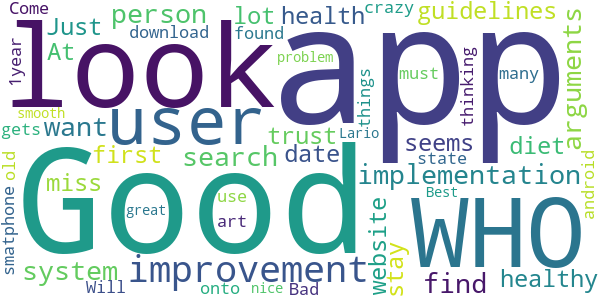 Come
person
lot
health
crazy
guidelines
Just
download
found
At
1year
look
app
problem
things
must
thinking
many
arguments
smooth
user
want
trust
Lario
seems
gets
first
search
date
state
diet
android
old
miss
Good
use
implementation
Best
great
art
WHO
smatphone
system
improvement
website
stay
find
healthy
Will
onto
nice
Bad